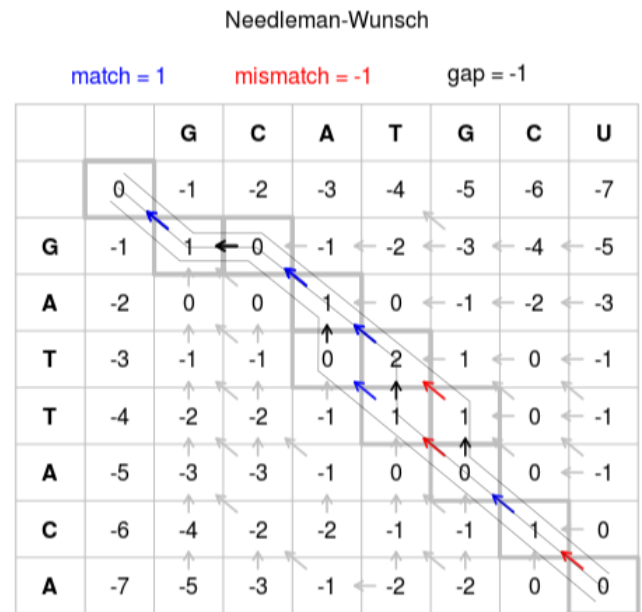 Needleman-Wunsch
match = 1 mismatch = -1 gap = -1
G C A T G C U
0 -1 -2 -3 -4 -5 -6 -7
G -1 1 0 -1 -2 -3 -4 -5
A -2 0 0 1 0 -1 -2 -3
T -3 -1 -1 0 2 1 0 -1
T -4 -2 -2 -1 1 1 0 -1
A -5 -3 -3 -1 0 0 0 -1
C -6 -4 -2 -2 -1 -1 1 0
A -7 -5 -3 -1 -2 -2 0 0